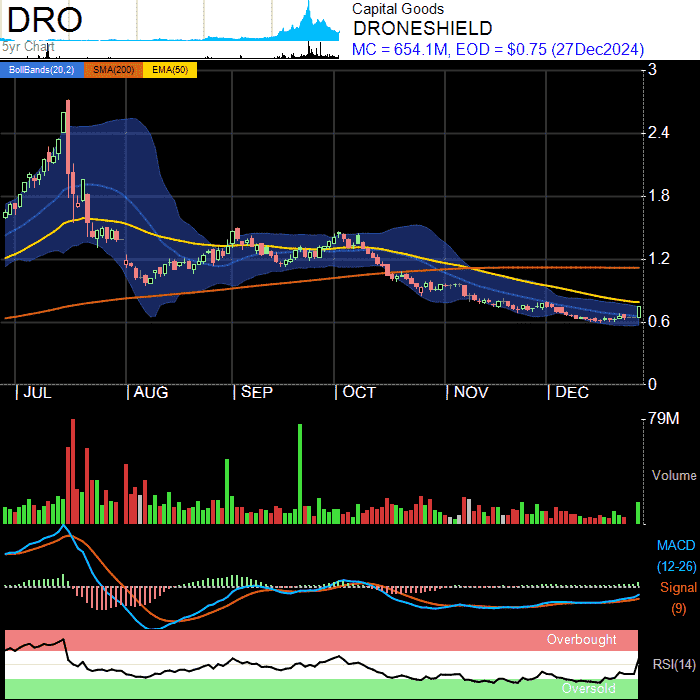 DRO
5yr Chart
Capital Goods
DRONESHIELD
MC = 654.1M, EOD = $0.75 (27Dec2024)
BollBands(20,2) SMA(200) EMA(50)
3
2.4
1.8
1.2
0.6
0
JUL AUG SEP OCT NOV DEC
79M
Volume
MACD
(12-26)
Signal
(9)
Overbought
RSI(14)
Oversold